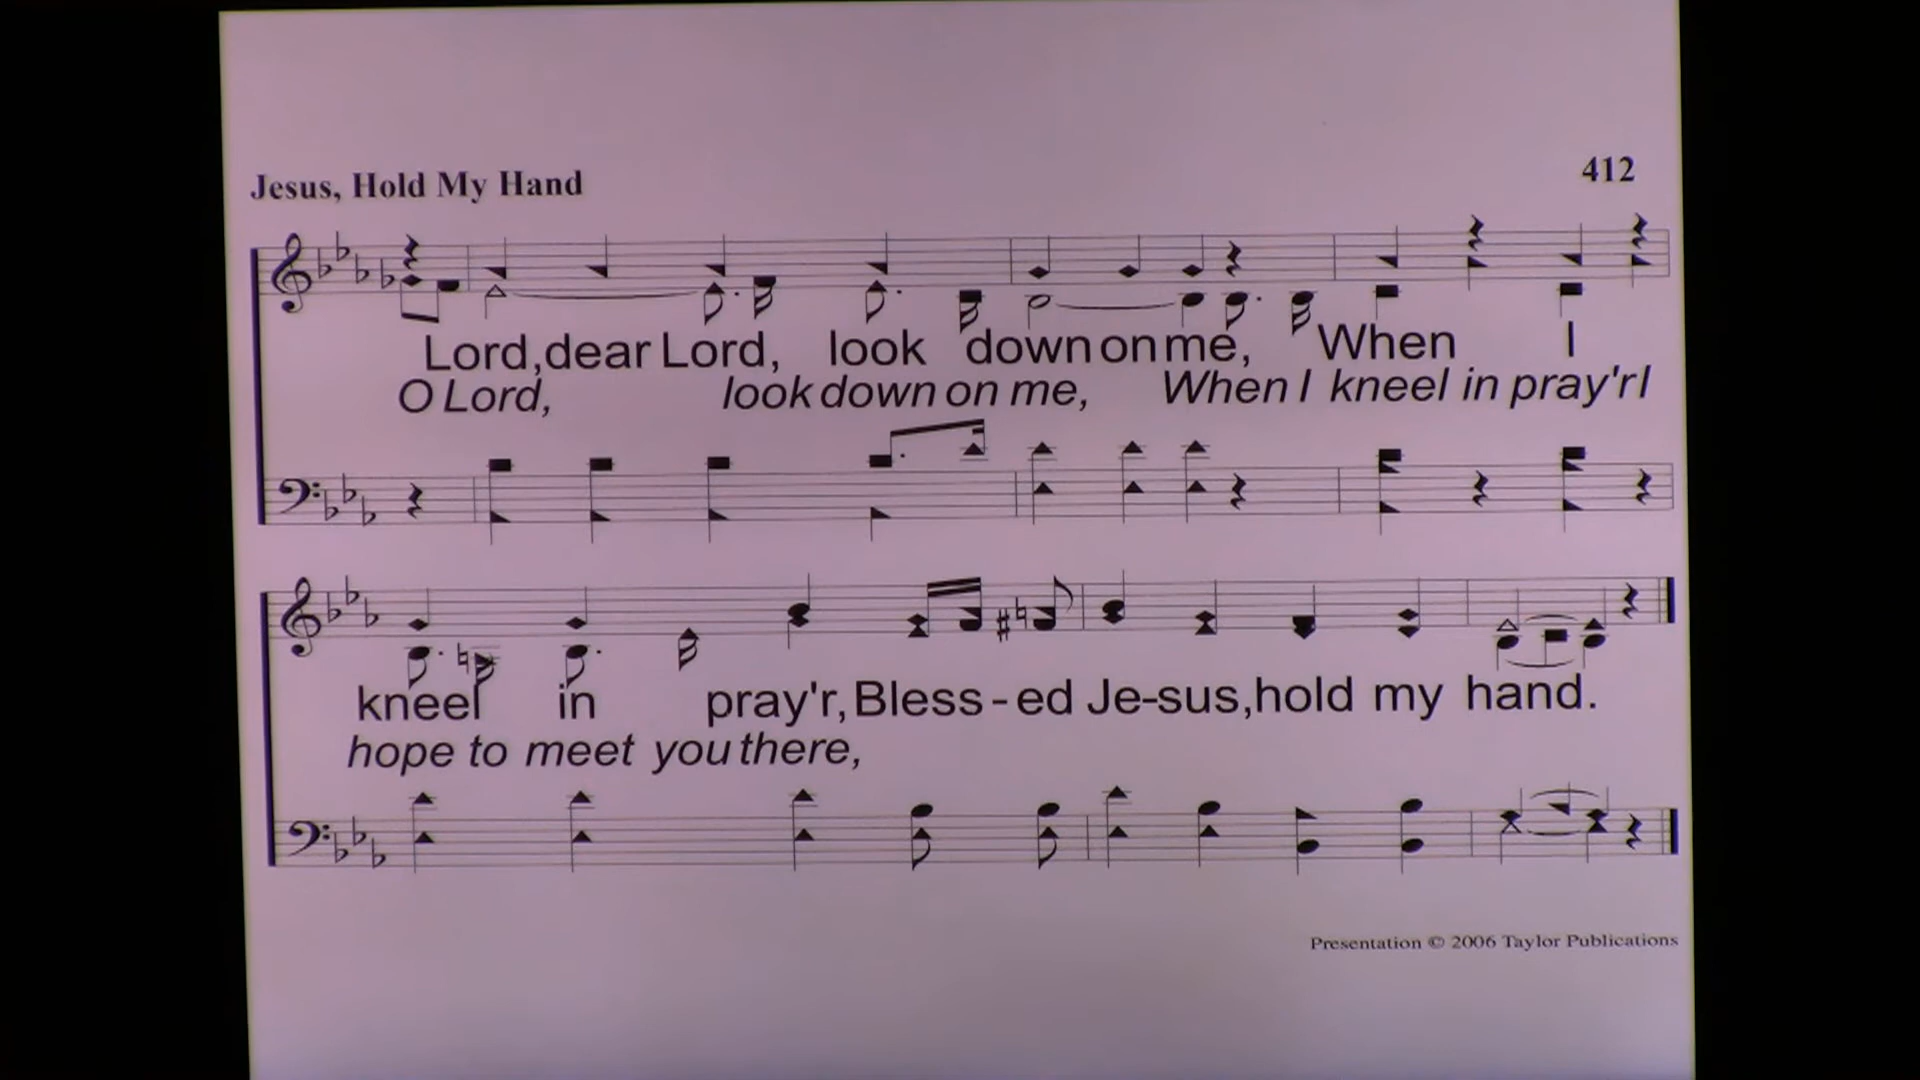 Jesus, Hold My Hand
412
Lord,dear Lord, look down on me, When I
O Lord, look down on me, When I kneel in pray'rI
kneel in pray'r, Bless - ed Je-sus, hold my hand.
hope to meet you there,
Presentation © 2006 Taylor Publications